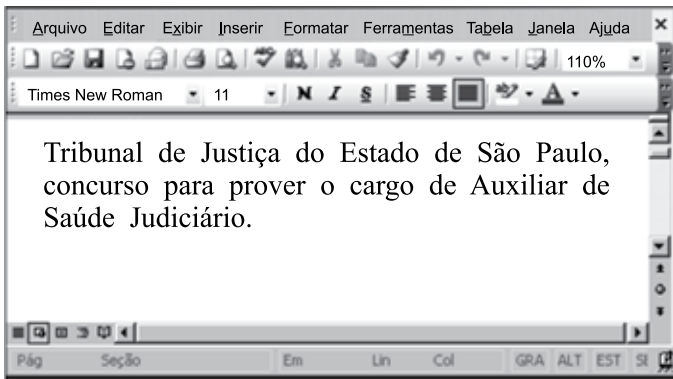 Arquivo Editar Exibir Inserir Formatar Ferramentas Tabela Janela Ajuda ×
110%
Times New Roman 11 N I S A
Tribunal de Justiça do Estado de São Paulo,
concurso para prover o cargo de Auxiliar de
Saúde Judiciário.
Pág Seção Em Lin Col GRA ALT EST SE